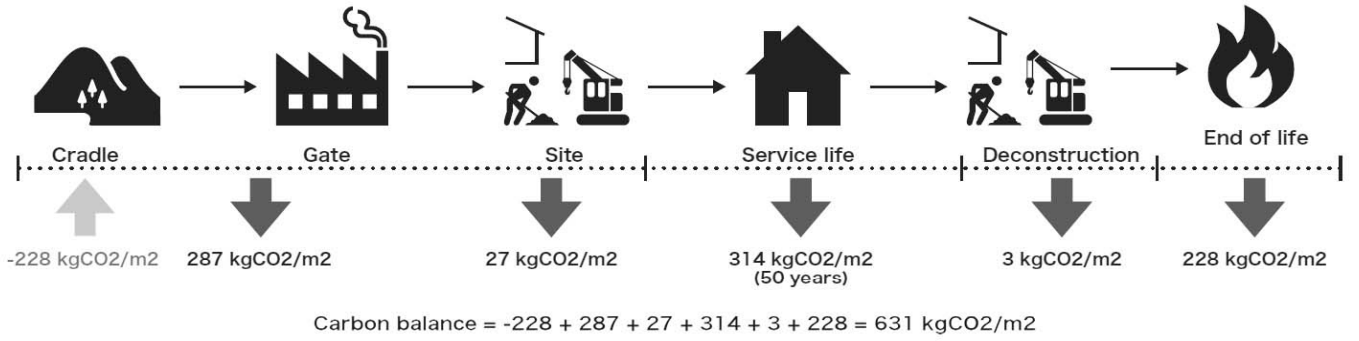 Cradle Gate Site Service life Deconstruction End of life
-228 kgCO2/m2 287 kgCO2/m2 27 kgCO2/m2 314 kgCO2/m2 3 kgCO2/m2 228 kgCO2/m2
(50 years)
Carbon balance = -228 + 287 + 27 + 314 + 3 + 228 = 631 kgCO2/m2